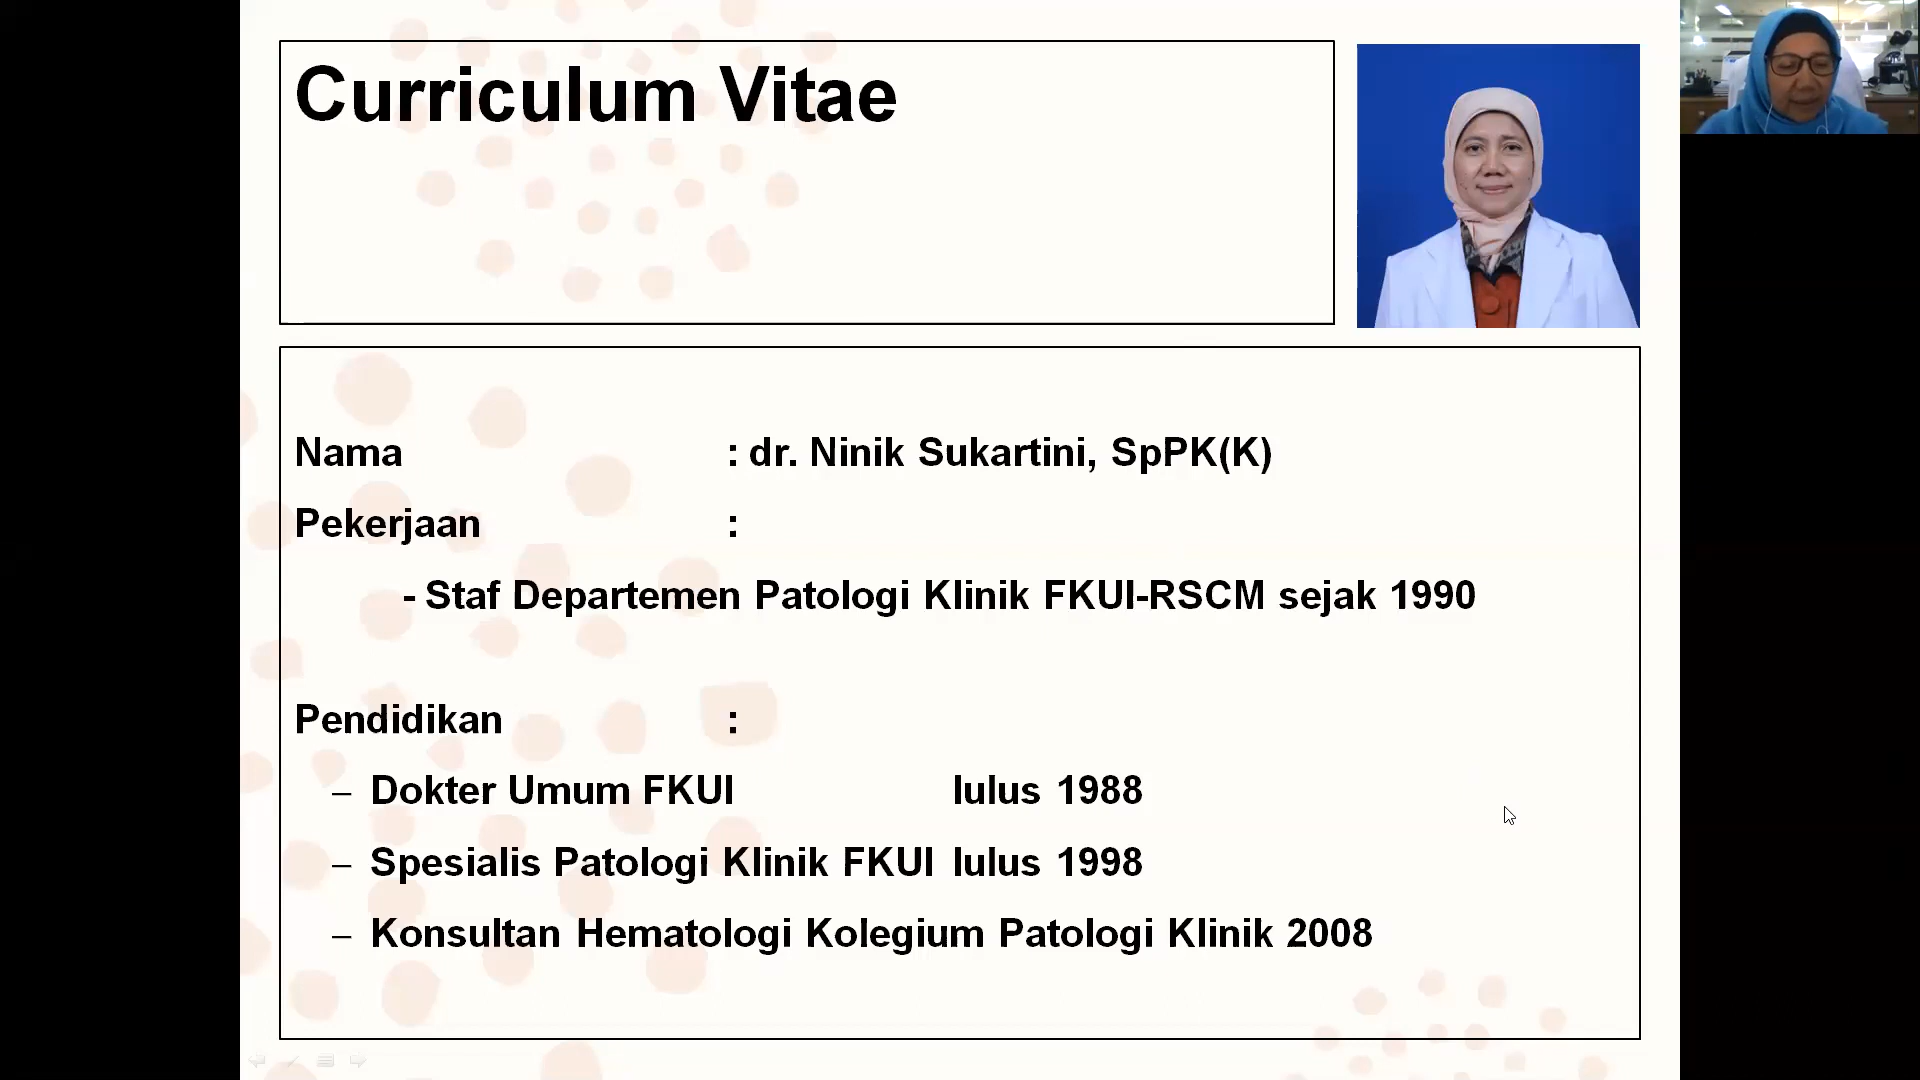 Curriculum Vitae
Nama : dr. Ninik Sukartini, SpPK(K)
Pekerjaan :
- Staf Departemen Patologi Klinik FKUI-RSCM sejak 1990
Pendidikan :
– Dokter Umum FKUI lulus 1988
– Spesialis Patologi Klinik FKUI lulus 1998
– Konsultan Hematologi Kolegium Patologi Klinik 2008